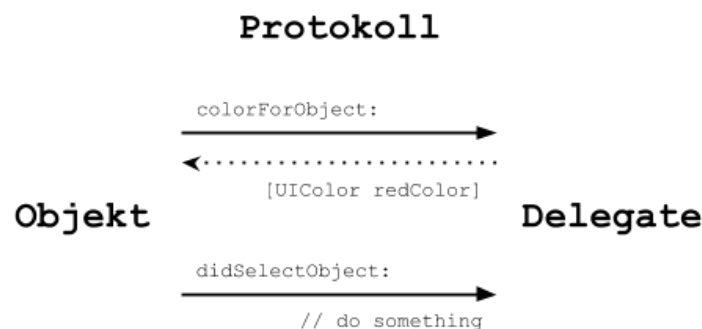 Protokoll
colorForObject:
[UIColor redColor]
Objekt
Delegate
didSelectObject:
// do something